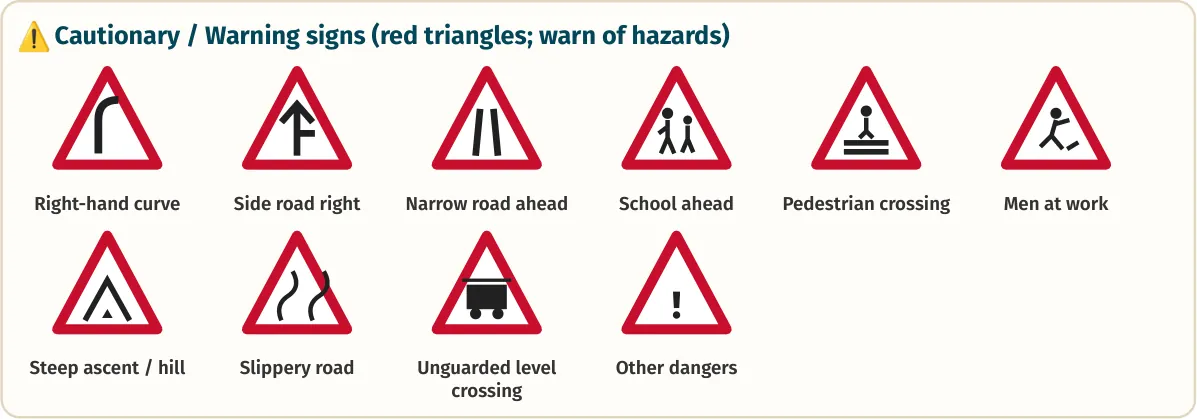 ⚠️ Cautionary / Warning signs (red triangles; warn of hazards)
Right-hand curve
Side road right
Narrow road ahead
School ahead
Pedestrian crossing
Men at work
Steep ascent / hill
Slippery road
Unguarded level
crossing
!
Other dangers